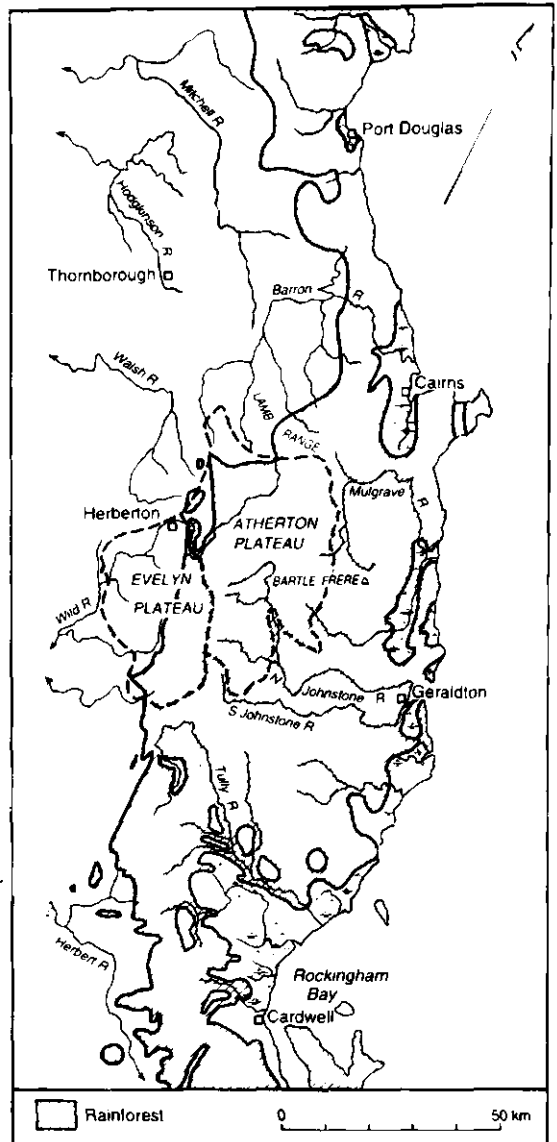 Mitchell R
Port Douglas
Hodgkinson R
Thornborough
Barron R
Walsh R
Cairns
LAMB RANGE
Mulgrave R
Herberton
ATHERTON
PLATEAU
BARTLE FRERE
EVELYN
PLATEAU
Wild R
N Johnstone R
Geraldton
S Johnstone R
Tully R
Herbert R
Rockingham
Bay
Cardwell
Rainforest
0 50 km